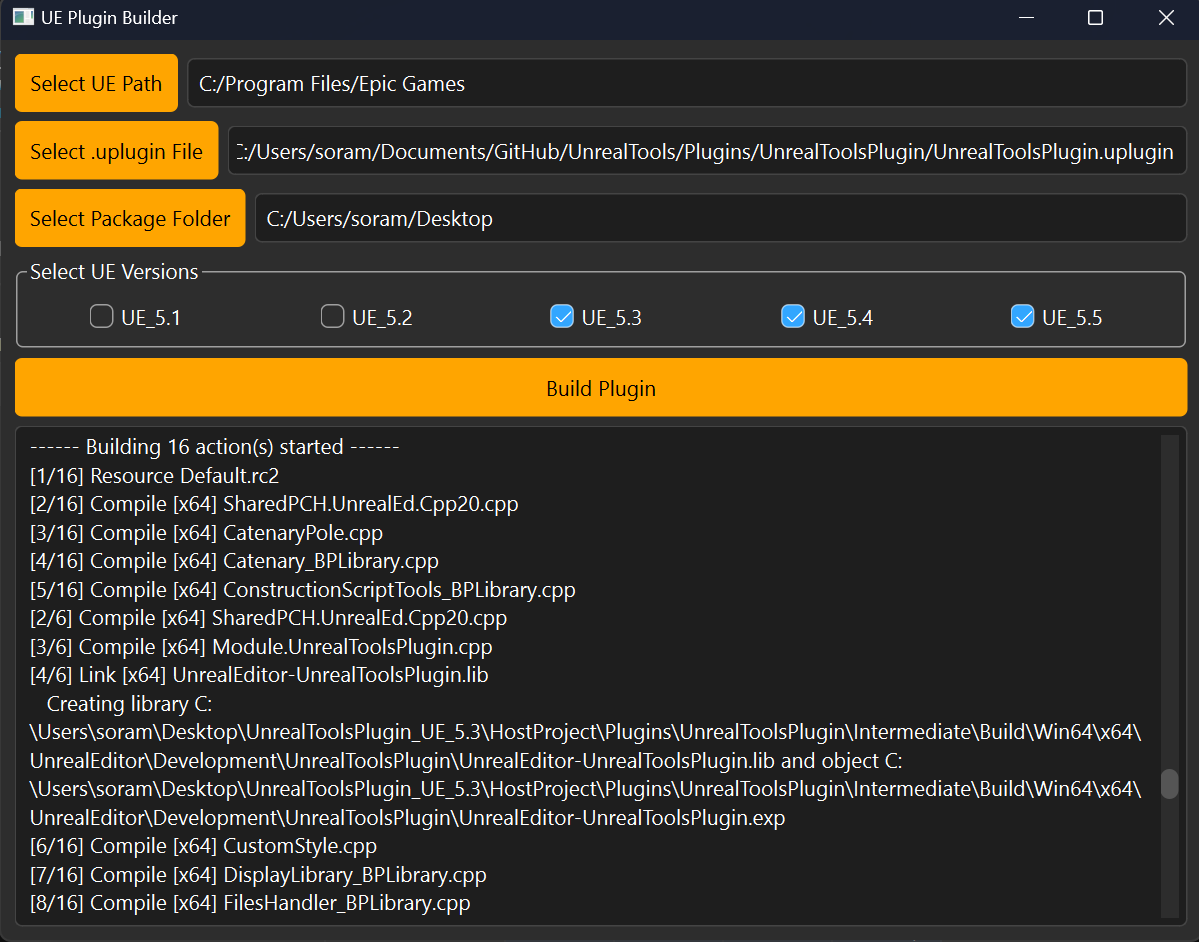 UE Plugin Builder
Select UE Path
C:/Program Files/Epic Games
Select .uplugin File
C:/Users/soram/Documents/GitHub/UnrealTools/Plugins/UnrealToolsPlugin/UnrealToolsPlugin.uplugin
Select Package Folder
C:/Users/soram/Desktop
Select UE Versions
UE_5.1
UE_5.2
UE_5.3
UE_5.4
UE_5.5
Build Plugin
------ Building 16 action(s) started ------
[1/16] Resource Default.rc2
[2/16] Compile [x64] SharedPCH.UnrealEd.Cpp20.cpp
[3/16] Compile [x64] CatenaryPole.cpp
[4/16] Compile [x64] Catenary_BPLibrary.cpp
[5/16] Compile [x64] ConstructionScriptTools_BPLibrary.cpp
[2/6] Compile [x64] SharedPCH.UnrealEd.Cpp20.cpp
[3/6] Compile [x64] Module.UnrealToolsPlugin.cpp
[4/6] Link [x64] UnrealEditor-UnrealToolsPlugin.lib
Creating library C:
\Users\soram\Desktop\UnrealToolsPlugin_UE_5.3\HostProject\Plugins\UnrealToolsPlugin\Intermediate\Build\Win64\x64\
UnrealEditor\Development\UnrealToolsPlugin\UnrealEditor-UnrealToolsPlugin.lib and object C:
\Users\soram\Desktop\UnrealToolsPlugin_UE_5.3\HostProject\Plugins\UnrealToolsPlugin\Intermediate\Build\Win64\x64\
UnrealEditor\Development\UnrealToolsPlugin\UnrealEditor-UnrealToolsPlugin.exp
[6/16] Compile [x64] CustomStyle.cpp
[7/16] Compile [x64] DisplayLibrary_BPLibrary.cpp
[8/16] Compile [x64] FilesHandler_BPLibrary.cpp